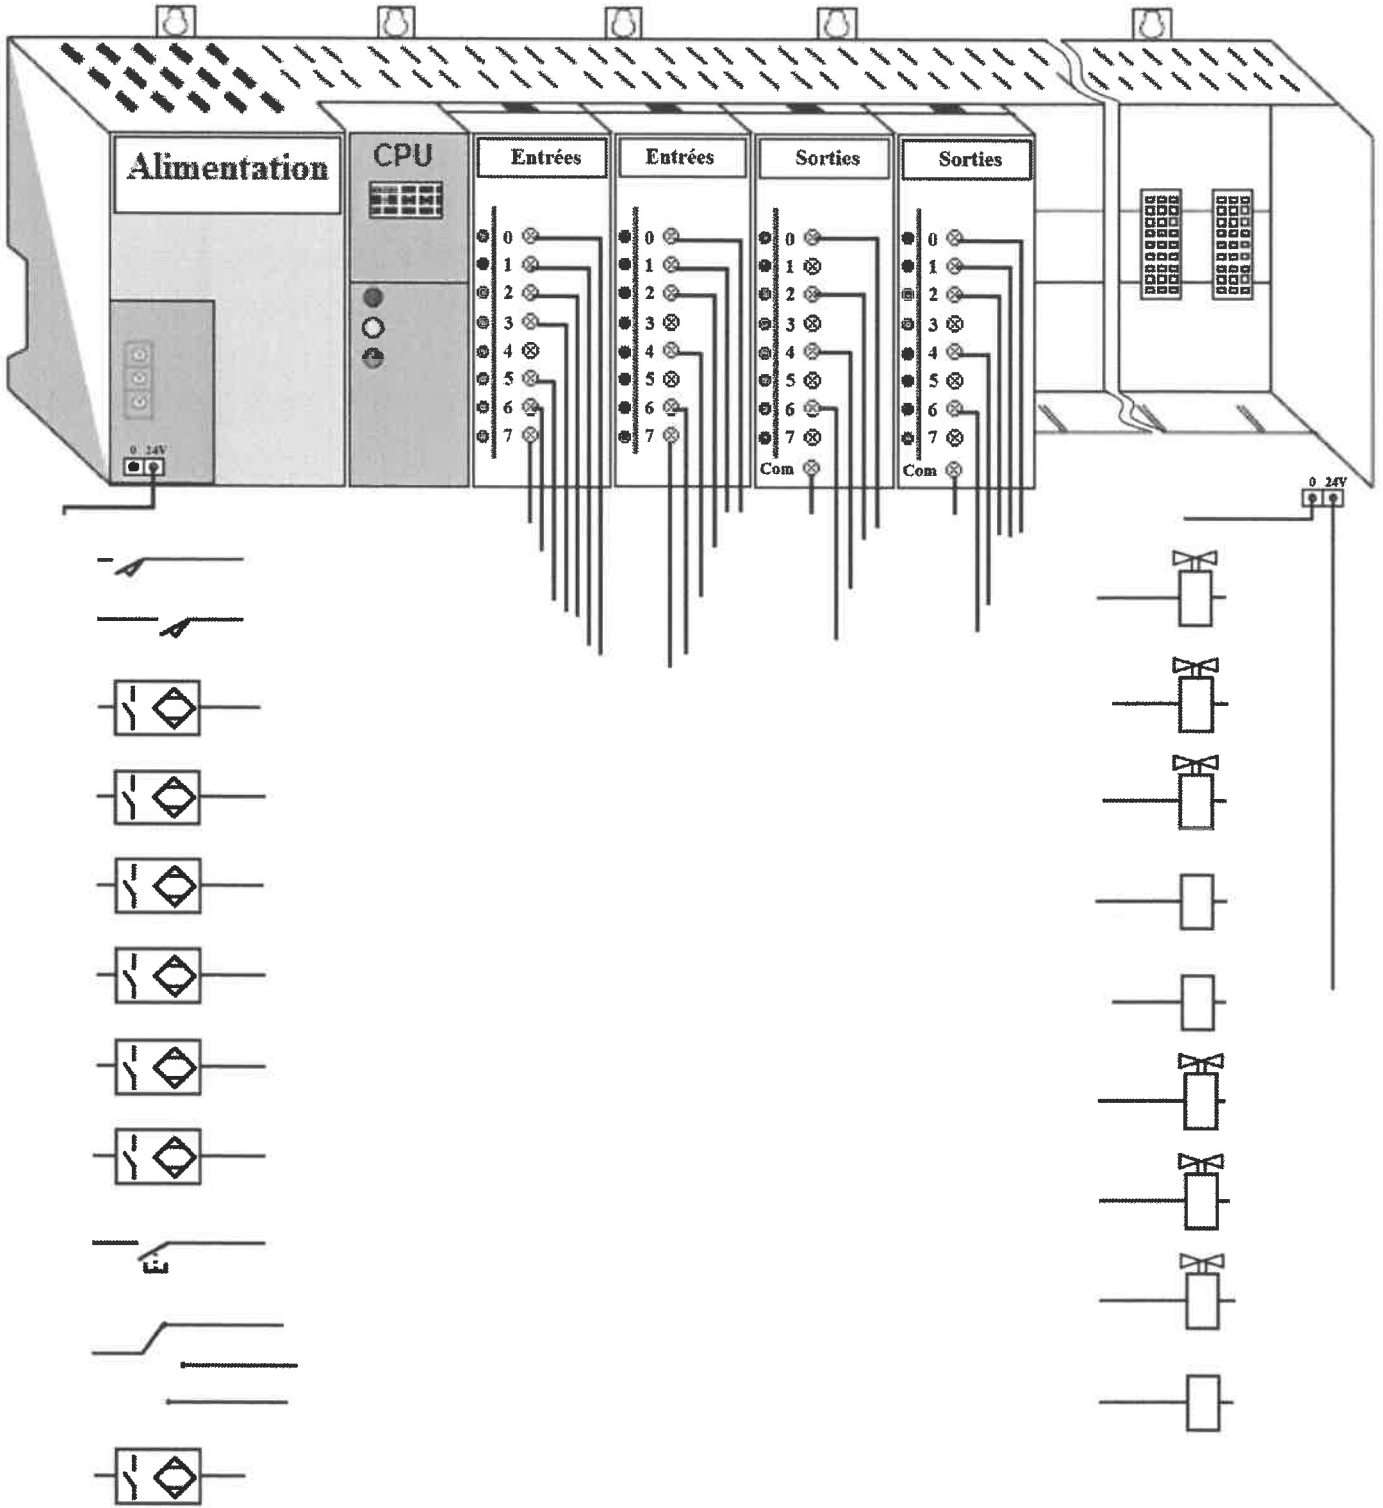 Alimentation
CPU
Entrées
Entrées
Sorties
Sorties
0 0 0 0
1 1 1 1
2 2 2 2
3 3 3 3
4 4 4 4
5 5 5 5
6 6 6 6
7 7 7 7
Com Com
0 24V
0 24V